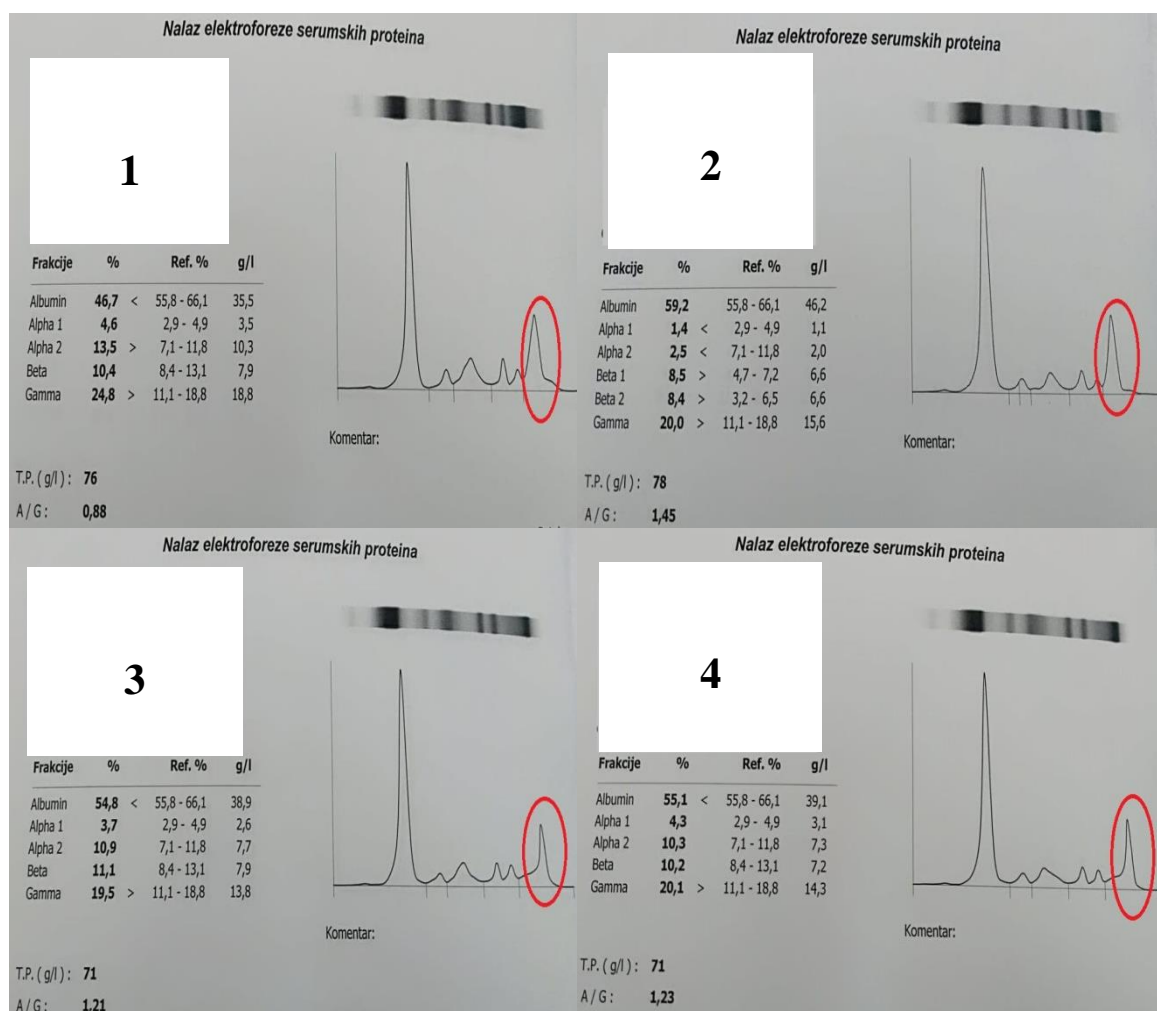 Nalaz elektroforeze serumskih proteina
1
Frakcije % Ref. % g/l
Albumin 46,7 < 55,8 - 66,1 35,5
Alpha 1 4,6 2,9 - 4,9 3,5
Alpha 2 13,5 > 7,1 - 11,8 10,3
Beta 10,4 8,4 - 13,1 7,9
Gamma 24,8 > 11,1 - 18,8 18,8
Komentar:
T.P. ( g/l ) : 76
A / G : 0,88
Nalaz elektroforeze serumskih proteina
2
Frakcije % Ref. % g/l
Albumin 59,2 55,8 - 66,1 46,2
Alpha 1 1,4 < 2,9 - 4,9 1,1
Alpha 2 2,5 < 7,1 - 11,8 2,0
Beta 1 8,5 > 4,7 - 7,2 6,6
Beta 2 8,4 > 3,2 - 6,5 6,6
Gamma 20,0 > 11,1 - 18,8 15,6
Komentar:
T.P. ( g/l ) : 78
A / G : 1,45
Nalaz elektroforeze serumskih proteina
3
Frakcije % Ref. % g/l
Albumin 54,8 < 55,8 - 66,1 38,9
Alpha 1 3,7 2,9 - 4,9 2,6
Alpha 2 10,9 7,1 - 11,8 7,7
Beta 11,1 8,4 - 13,1 7,9
Gamma 19,5 > 11,1 - 18,8 13,8
Komentar:
T.P. ( g/l ) : 71
A / G : 1,21
Nalaz elektroforeze serumskih proteina
4
Frakcije % Ref. % g/l
Albumin 55,1 < 55,8 - 66,1 39,1
Alpha 1 4,3 2,9 - 4,9 3,1
Alpha 2 10,3 7,1 - 11,8 7,3
Beta 10,2 8,4 - 13,1 7,2
Gamma 20,1 > 11,1 - 18,8 14,3
Komentar:
T.P. ( g/l ) : 71
A / G : 1,23